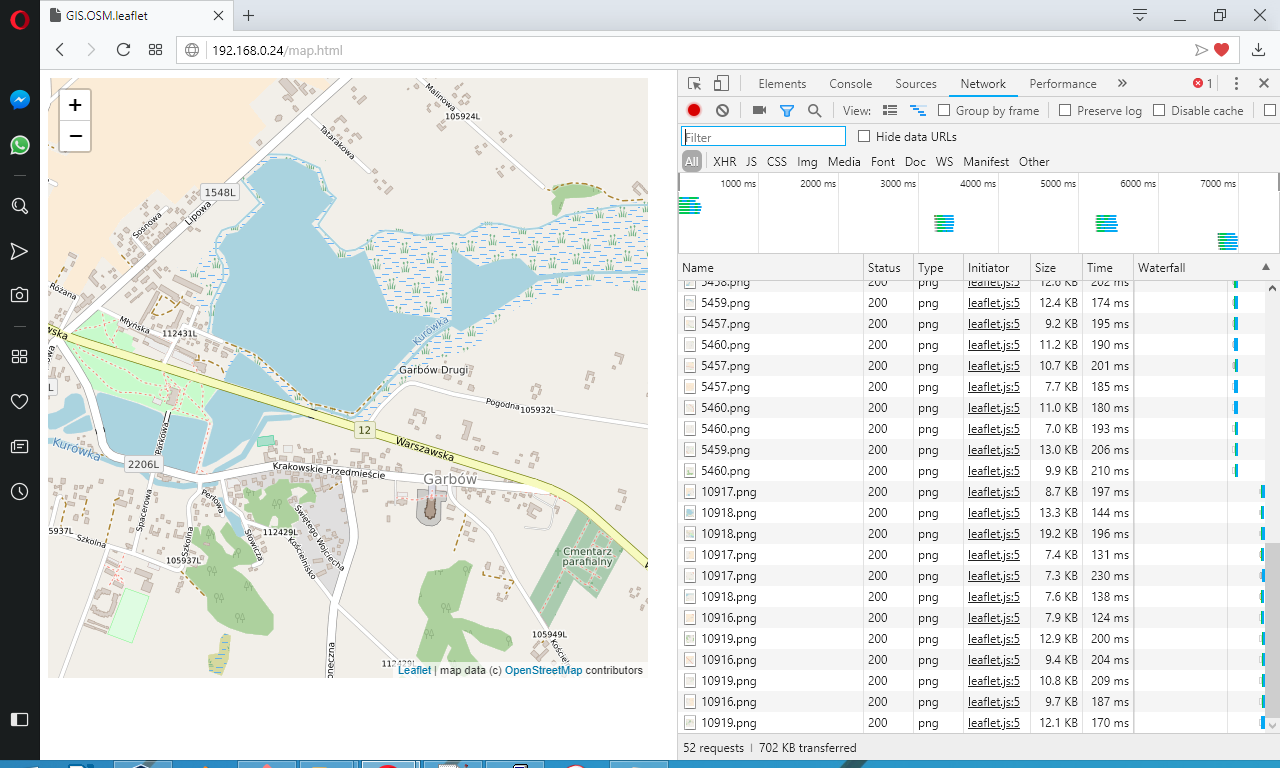 GIS.OSM.leaflet
192.168.0.24/map.html
Elements Console Sources Network Performance 1
View: Group by frame Preserve log Disable cache
Filter Hide data URLs
All XHR JS CSS Img Media Font Doc WS Manifest Other
1000 ms 2000 ms 3000 ms 4000 ms 5000 ms 6000 ms 7000 ms
Name Status Type Initiator Size Time Waterfall
5458.png 200 png leaflet.js:5 12.6 KB 212 ms
5459.png 200 png leaflet.js:5 12.4 KB 174 ms
5457.png 200 png leaflet.js:5 9.2 KB 195 ms
5460.png 200 png leaflet.js:5 11.2 KB 190 ms
5457.png 200 png leaflet.js:5 10.7 KB 201 ms
5457.png 200 png leaflet.js:5 7.7 KB 185 ms
5460.png 200 png leaflet.js:5 11.0 KB 180 ms
5460.png 200 png leaflet.js:5 7.0 KB 193 ms
5459.png 200 png leaflet.js:5 13.0 KB 206 ms
5460.png 200 png leaflet.js:5 9.9 KB 210 ms
10917.png 200 png leaflet.js:5 8.7 KB 197 ms
10918.png 200 png leaflet.js:5 13.3 KB 144 ms
10918.png 200 png leaflet.js:5 19.2 KB 196 ms
10917.png 200 png leaflet.js:5 7.4 KB 131 ms
10917.png 200 png leaflet.js:5 7.3 KB 230 ms
10918.png 200 png leaflet.js:5 7.6 KB 138 ms
10916.png 200 png leaflet.js:5 7.9 KB 124 ms
10919.png 200 png leaflet.js:5 12.9 KB 200 ms
10916.png 200 png leaflet.js:5 9.4 KB 204 ms
10919.png 200 png leaflet.js:5 10.8 KB 209 ms
10916.png 200 png leaflet.js:5 9.7 KB 187 ms
10919.png 200 png leaflet.js:5 12.1 KB 170 ms
52 requests | 702 KB transferred
+
−
Malinowa
105924L
Tatarakowa
1548L
Lipowa
Sosnowa
Różana
Młyńska
112431L
Kurówka
Garbów Drugi
Pogodna
105932L
12
Warszawska
Parkowa
Kurówka
2206L
Krakowskie Przedmieście
Garbów
Perłowa
Spacerowa
Szkolna
Szkolna
105937L
Słowicza
112429L
Świętego Wojciecha
Kościelnisko
Cmentarz
parafialny
105949L
Leaflet | map data (c) OpenStreetMap contributors